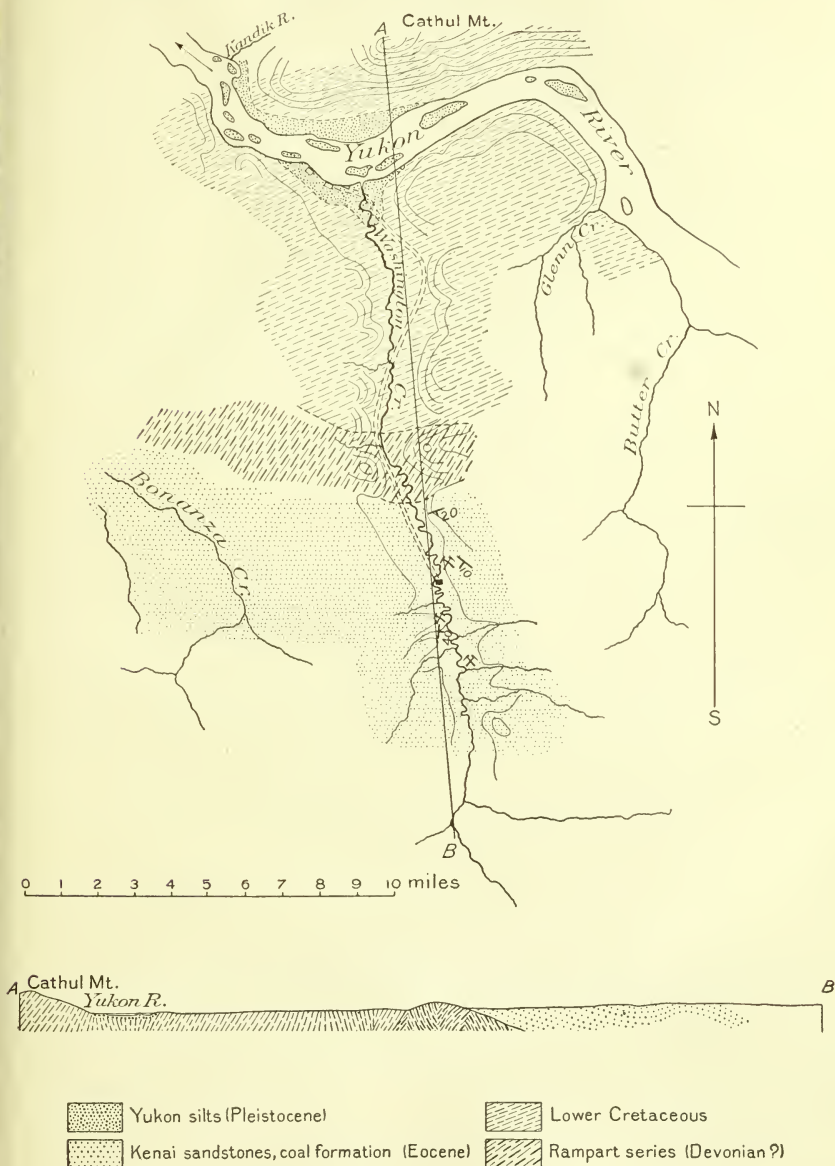 A Cathul Mt.
Kandik R.
Yukon
River
Washington Cr.
Glenn Cr.
Butter Cr.
N
Bonanza Cr.
20
10
S
B
0 1 2 3 4 5 6 7 8 9 10 miles
A Cathul Mt.
Yukon R.
B
Yukon silts (Pleistocene)
Lower Cretaceous
Kenai sandstones, coal formation (Eocene)
Rampart series (Devonian?)